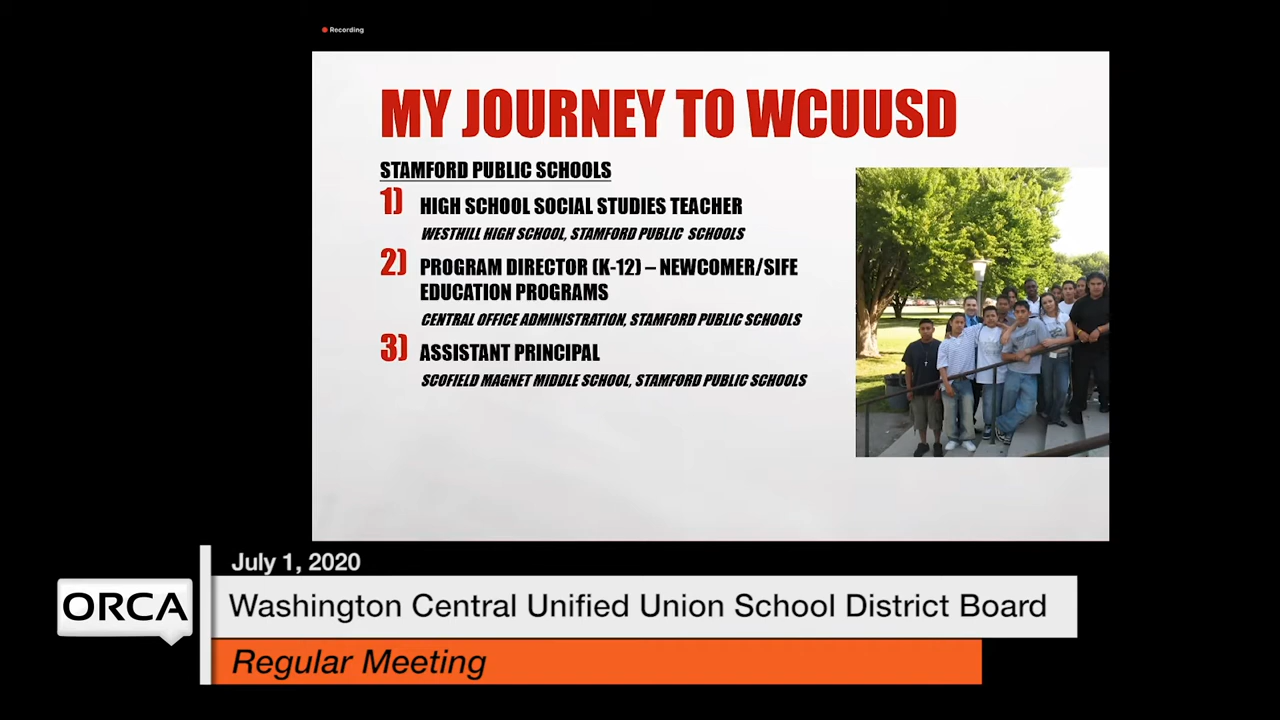 Recording
MY JOURNEY TO WCUUSD
STAMFORD PUBLIC SCHOOLS
1) HIGH SCHOOL SOCIAL STUDIES TEACHER
WESTHILL HIGH SCHOOL, STAMFORD PUBLIC SCHOOLS
2) PROGRAM DIRECTOR (K-12) – NEWCOMER/SIFE
EDUCATION PROGRAMS
CENTRAL OFFICE ADMINISTRATION, STAMFORD PUBLIC SCHOOLS
3) ASSISTANT PRINCIPAL
SCOFIELD MAGNET MIDDLE SCHOOL, STAMFORD PUBLIC SCHOOLS
July 1, 2020
ORCA
Washington Central Unified Union School District Board
Regular Meeting